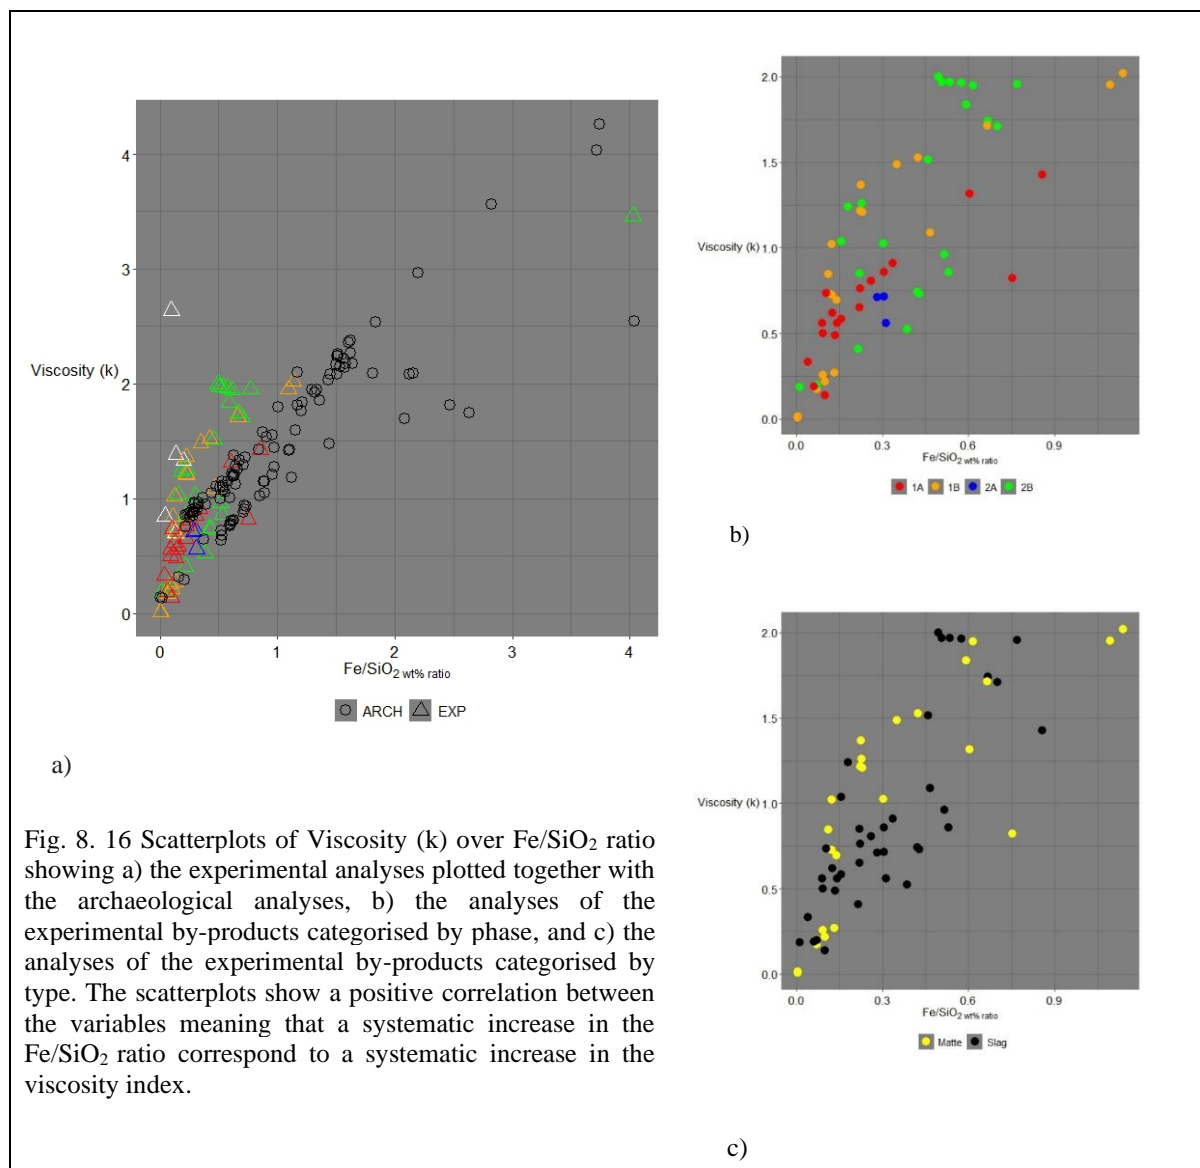 4
3
Viscosity (k)
2
1
0
0 1 2 3 4
Fe/SiO2 wt% ratio
ARCH EXP
a)
Fig. 8. 16 Scatterplots of Viscosity (k) over Fe/SiO2 ratio
showing a) the experimental analyses plotted together with
the archaeological analyses, b) the analyses of the
experimental by-products categorised by phase, and c) the
analyses of the experimental by-products categorised by
type. The scatterplots show a positive correlation between
the variables meaning that a systematic increase in the
Fe/SiO2 ratio correspond to a systematic increase in the
viscosity index.
2.0
1.5
Viscosity (k) 1.0
0.5
0.0
0.0 0.3 0.6 0.9
Fe/SiO2 wt% ratio
1A 1B 2A 2B
b)
2.0
1.5
Viscosity (k) 1.0
0.5
0.0
0.0 0.3 0.6 0.9
Fe/SiO2 wt% ratio
Matte Slag
c)